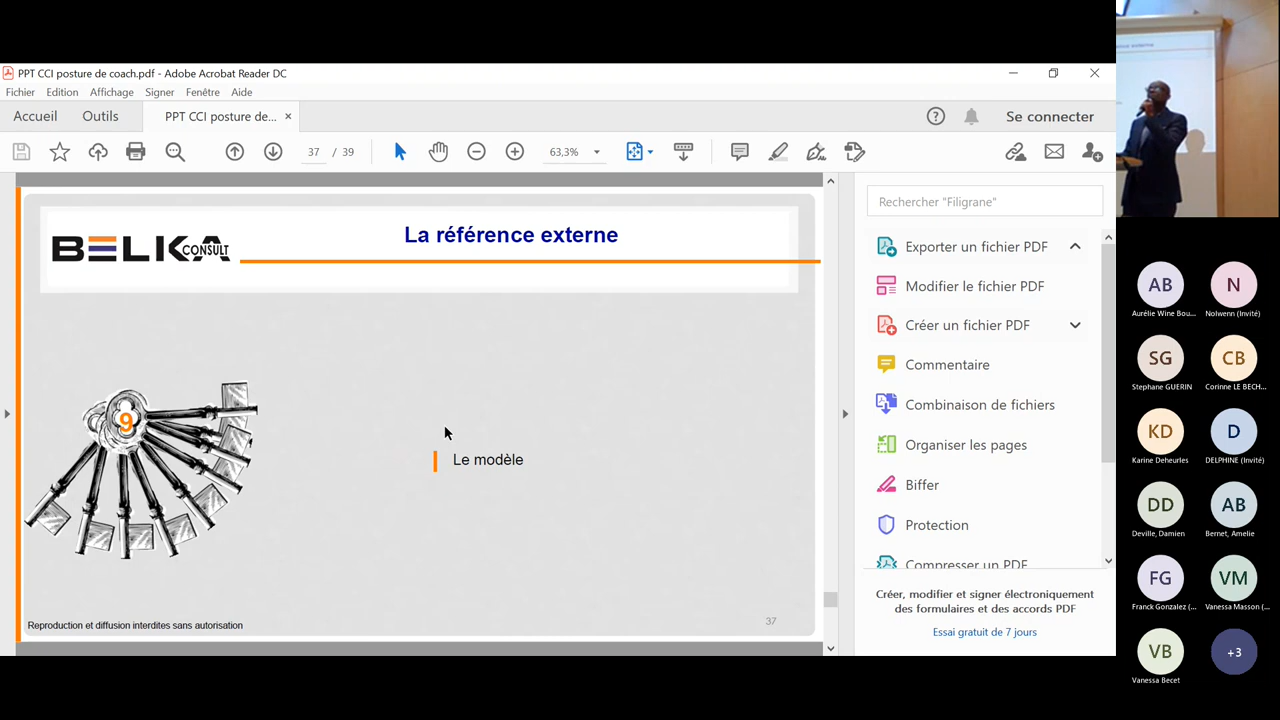 PPT CCI posture de coach.pdf - Adobe Acrobat Reader DC
Fichier Edition Affichage Signer Fenêtre Aide
Accueil Outils PPT CCI posture de... × ? Se connecter
37 / 39 63,3%
BELIKA CONSULT
La référence externe
9
Le modèle
Reproduction et diffusion interdites sans autorisation
37
Rechercher "Filigrane"
Exporter un fichier PDF
Modifier le fichier PDF
Créer un fichier PDF
Commentaire
Combinaison de fichiers
Organiser les pages
Biffer
Protection
Compresser un PDF
Créer, modifier et signer électroniquement
des formulaires et des accords PDF
Essai gratuit de 7 jours
AB N
Aurélie Wine Bou... Nolwenn (Invité)
SG CB
Stephane GUERIN Corinne LE BECH...
KD D
Karine Deheurles DELPHINE (Invité)
DD AB
Deville, Damien Bernet, Amelie
FG VM
Franck Gonzalez (... Vanessa Masson (...
VB +3
Vanessa Becet